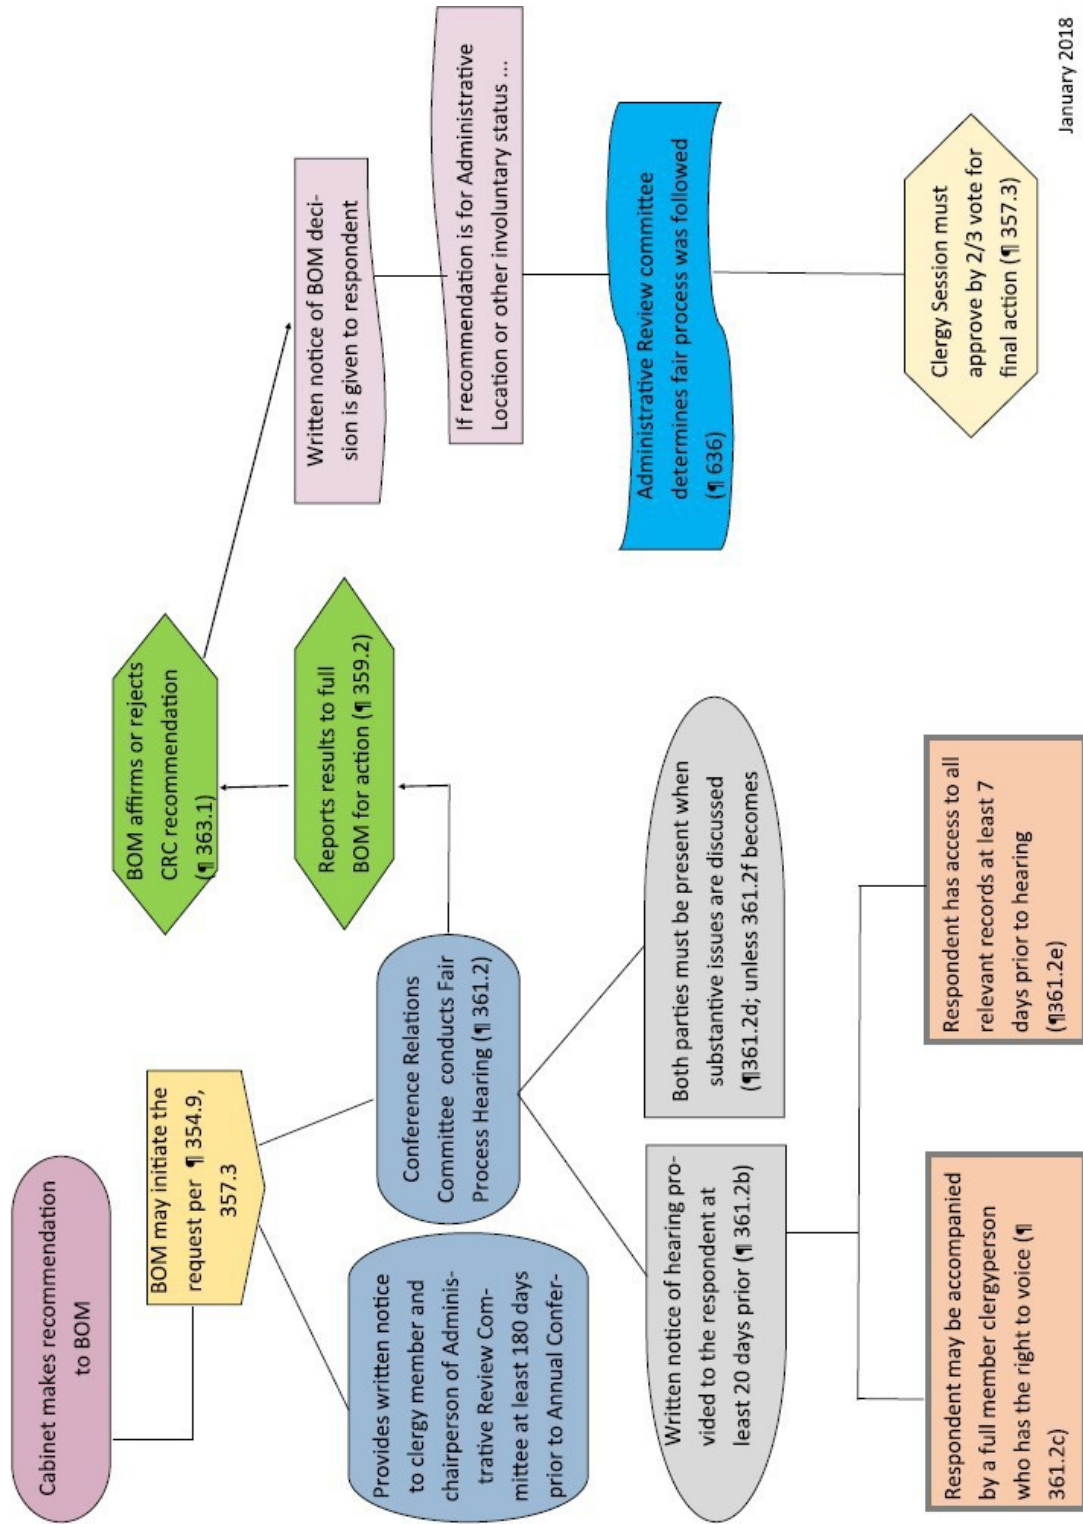 Cabinet makes recommendation
to BOM
BOM may initiate the
request per ¶ 354.9,
357.3
Provides written notice
to clergy member and
chairperson of Adminis-
trative Review Com-
mittee at least 180 days
prior to Annual Confer-
Conference Relations
Committee conducts Fair
Process Hearing (¶ 361.2)
Written notice of hearing pro-
vided to the respondent at
least 20 days prior (¶ 361.2b)
Both parties must be present when
substantive issues are discussed
(¶361.2d; unless 361.2f becomes
Respondent may be accompanied
by a full member clergyperson
who has the right to voice (¶
361.2c)
Respondent has access to all
relevant records at least 7
days prior to hearing
(¶361.2e)
Reports results to full
BOM for action (¶ 359.2)
BOM affirms or rejects
CRC recommendation
(¶ 363.1)
Written notice of BOM deci-
sion is given to respondent
If recommendation is for Administrative
Location or other involuntary status ...
Administrative Review committee
determines fair process was followed
(¶ 636)
Clergy Session must
approve by 2/3 vote for
final action (¶ 357.3)
January 2018